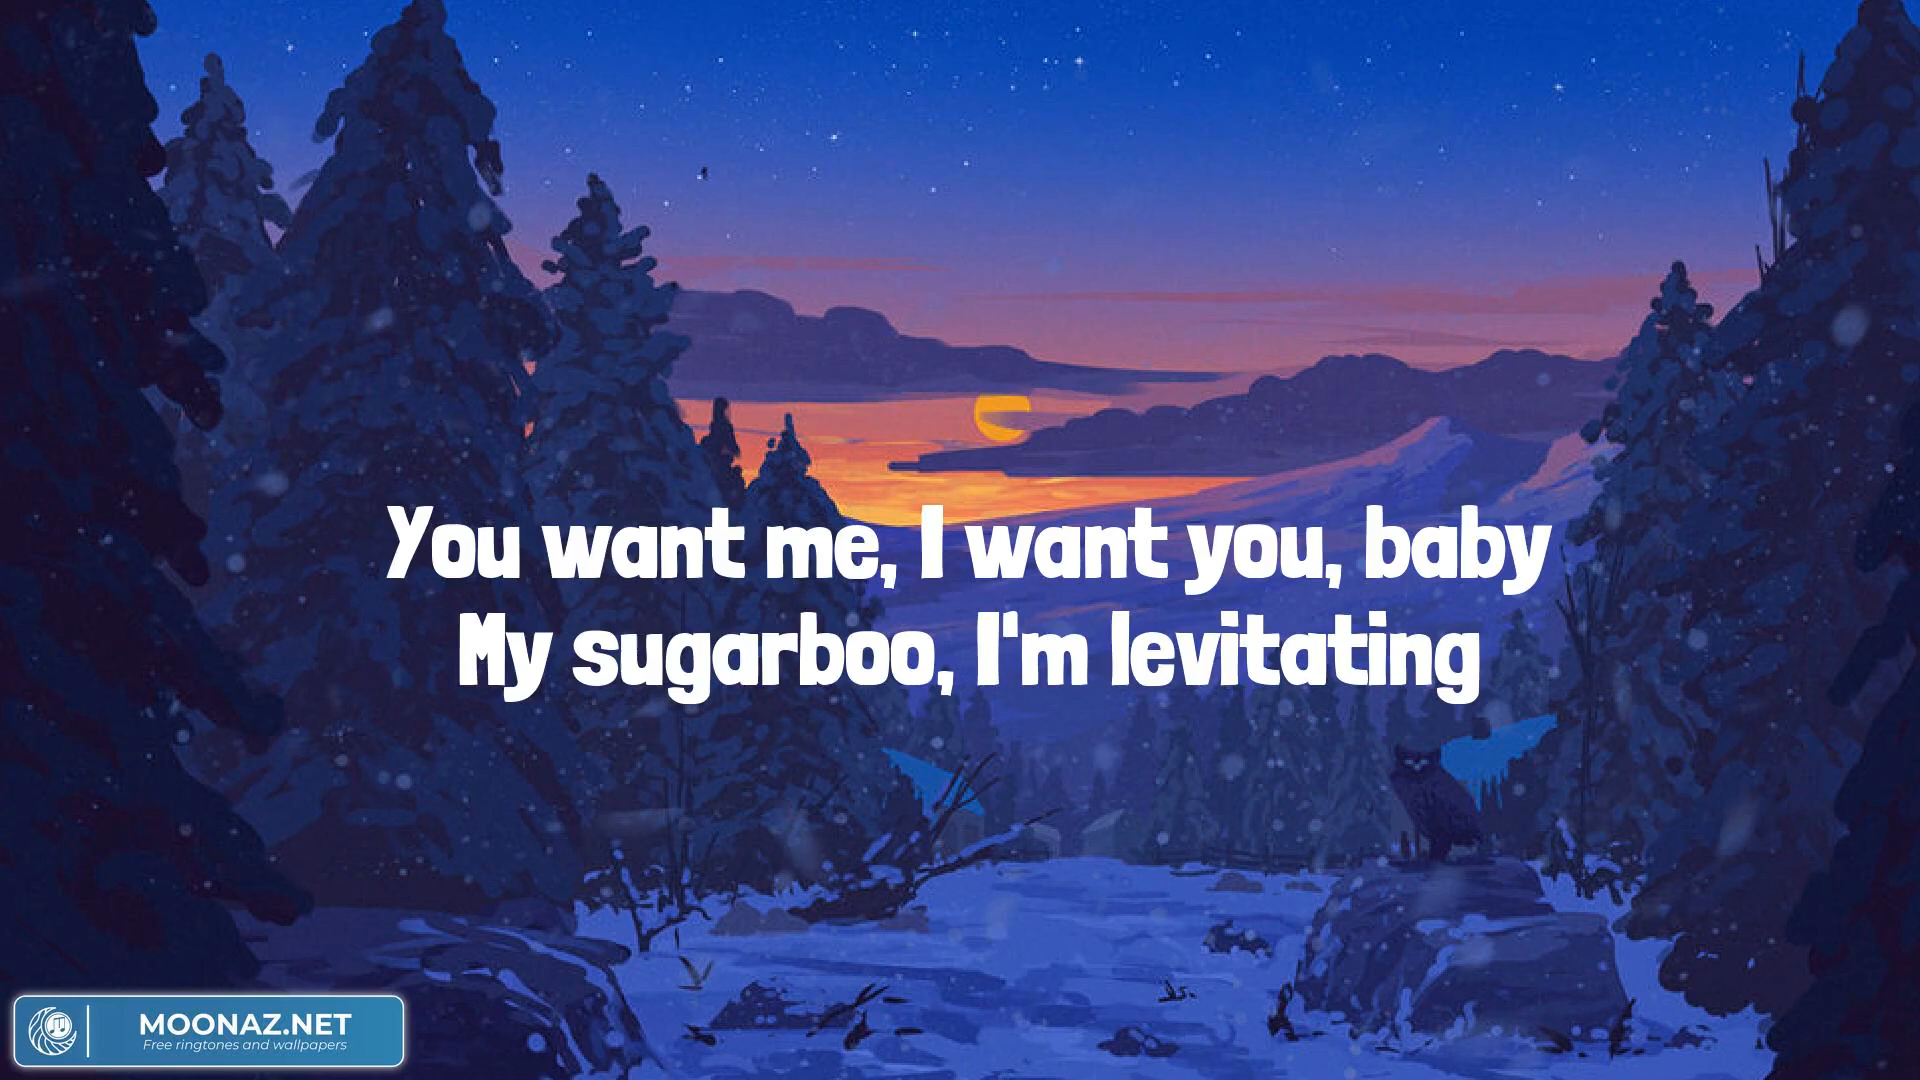 You want me, I want you, baby
My sugarboo, I'm levitating
MOONAZ.NET
Free ringtones and wallpapers